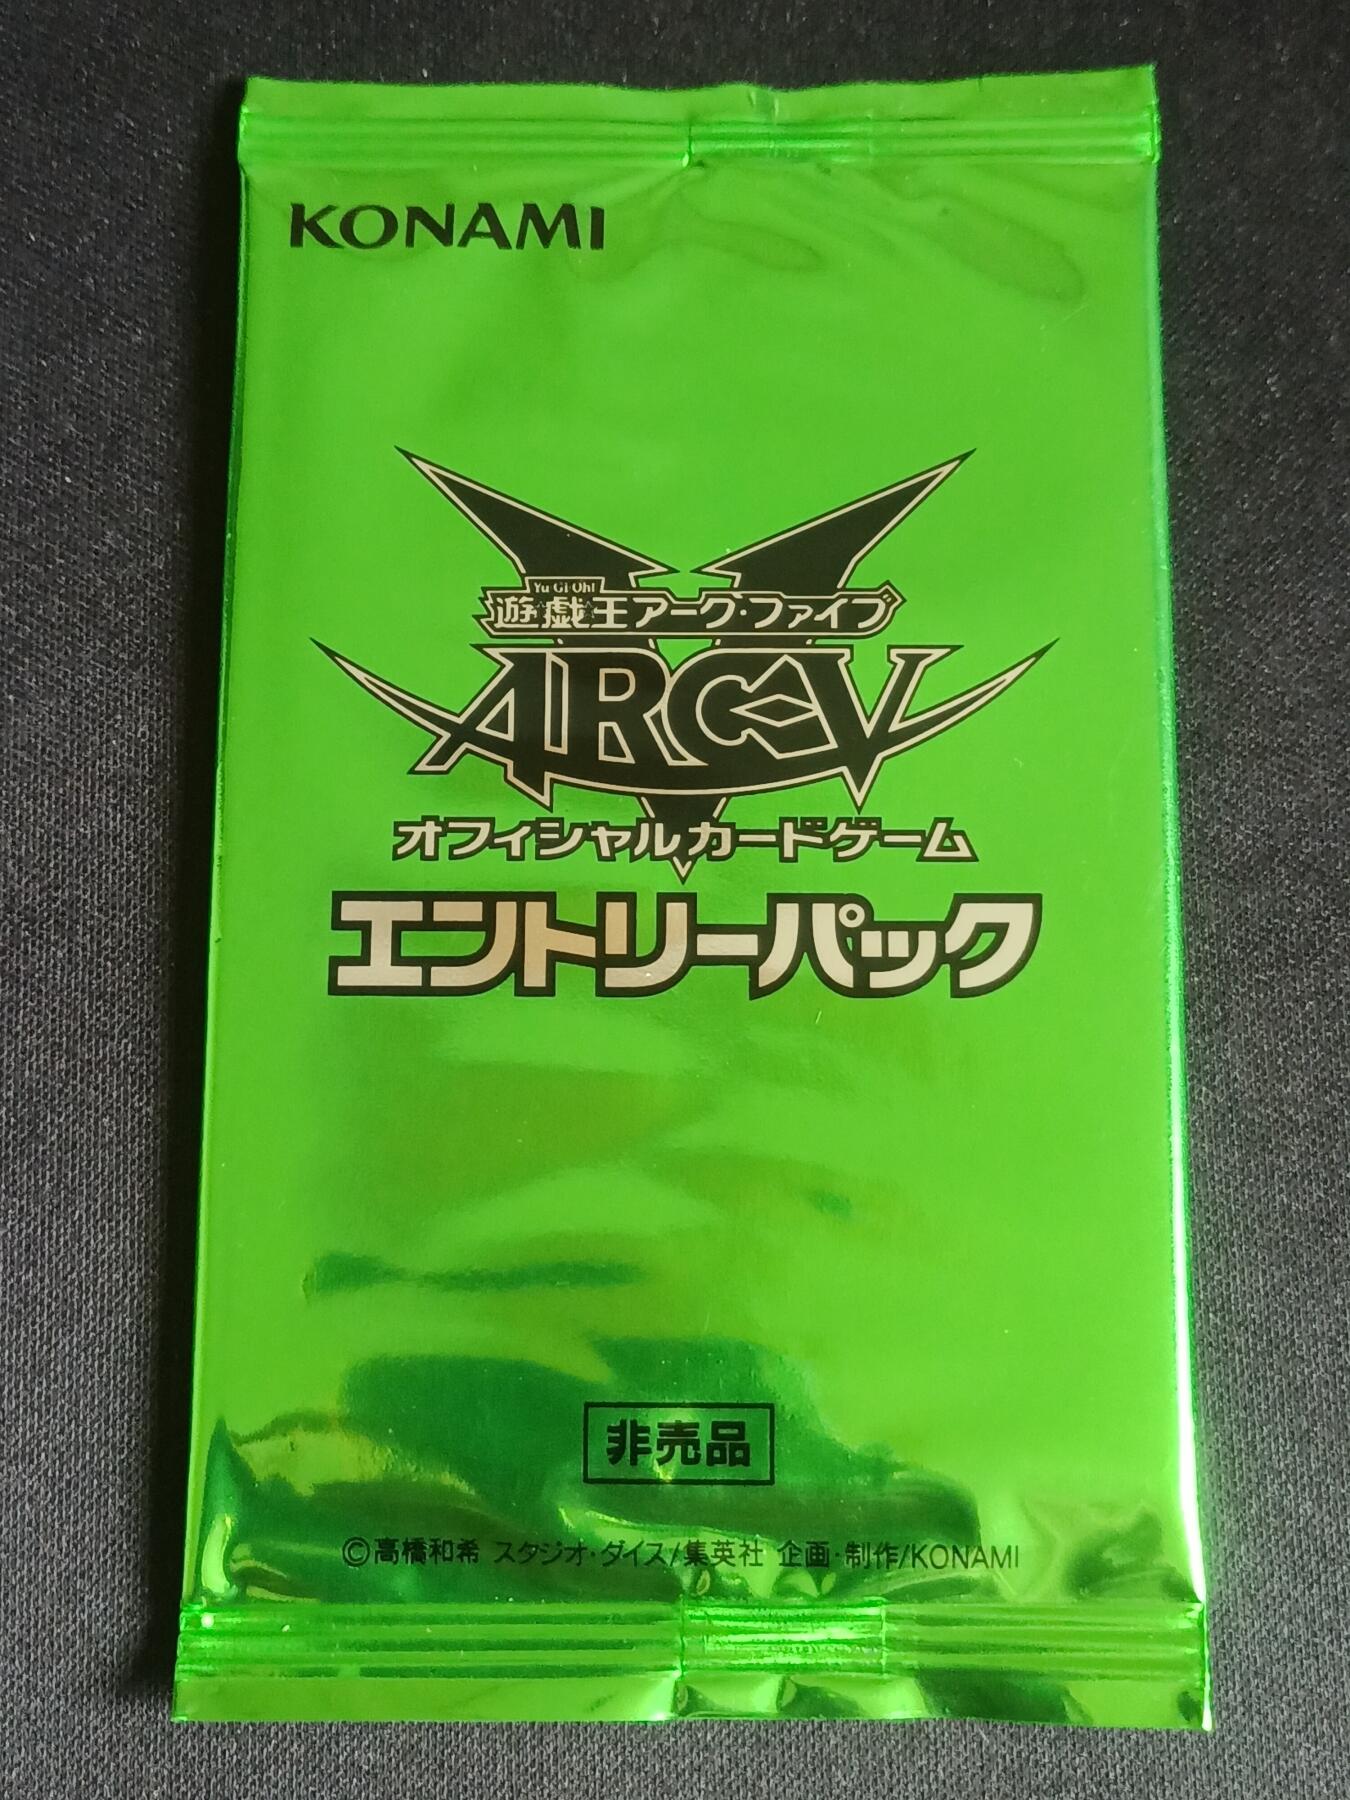 KONAMI
Yu-Gi-Oh!
遊戯王アーク・ファイブ
ARC-V
オフィシャルカードゲーム
エントリーパック
非売品
©高橋和希 スタジオ・ダイス/集英社 企画・制作/KONAMI